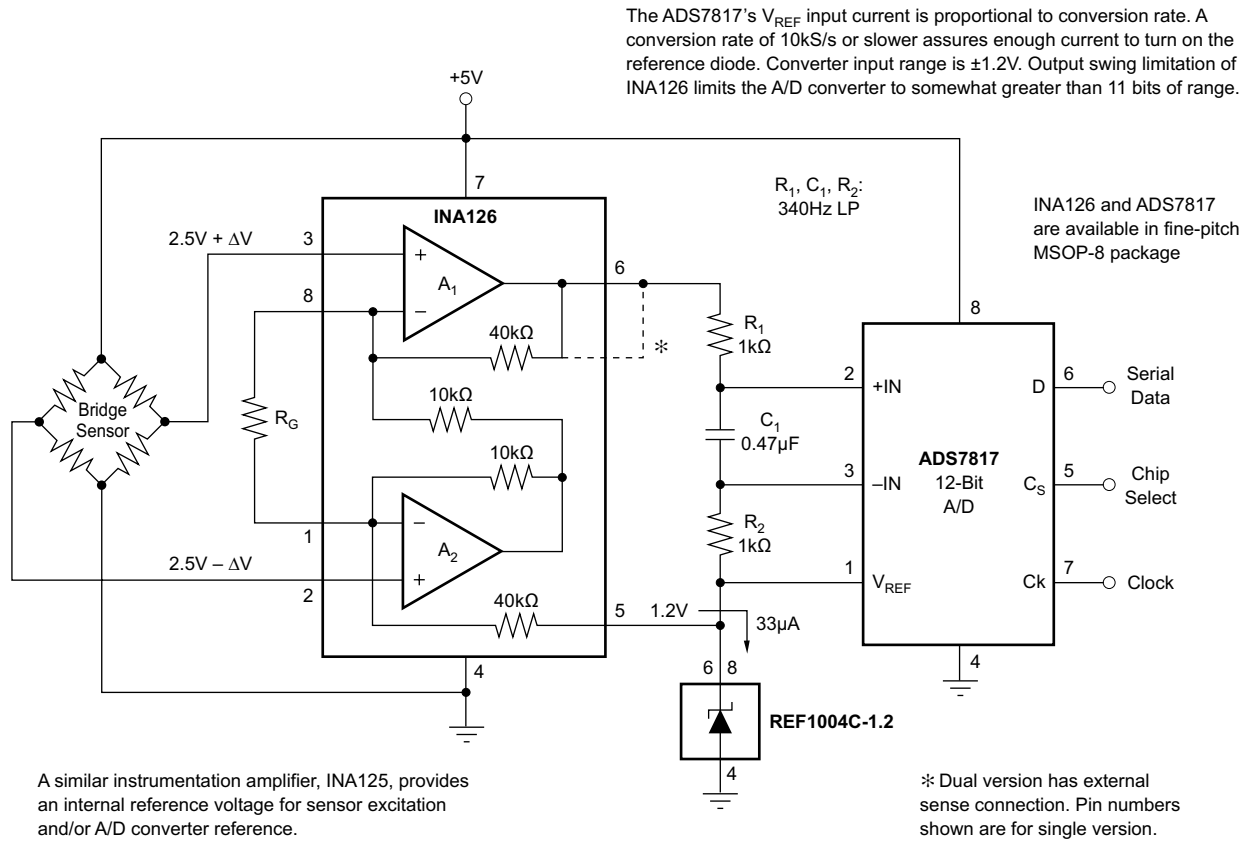 The ADS7817's VREF input current is proportional to conversion rate. A
conversion rate of 10kS/s or slower assures enough current to turn on the
reference diode. Converter input range is ±1.2V. Output swing limitation of
INA126 limits the A/D converter to somewhat greater than 11 bits of range.
+5V
7
R1, C1, R2:
340Hz LP
INA126 and ADS7817
are available in fine-pitch
MSOP-8 package
INA126
2.5V + ΔV
3
+
A1
–
6
8
8
40kΩ
*
R1
1kΩ
2
+IN
D
6
Serial
Data
Bridge
Sensor
RG
10kΩ
C1
0.47µF
10kΩ
ADS7817
12-Bit
A/D
3
–IN
CS
5
Chip
Select
1
–
A2
+
R2
1kΩ
2.5V – ΔV
2
1
VREF
Ck
7
Clock
40kΩ
5
1.2V
33µA
4
4
6 8
REF1004C-1.2
4
A similar instrumentation amplifier, INA125, provides
an internal reference voltage for sensor excitation
and/or A/D converter reference.
* Dual version has external
sense connection. Pin numbers
shown are for single version.